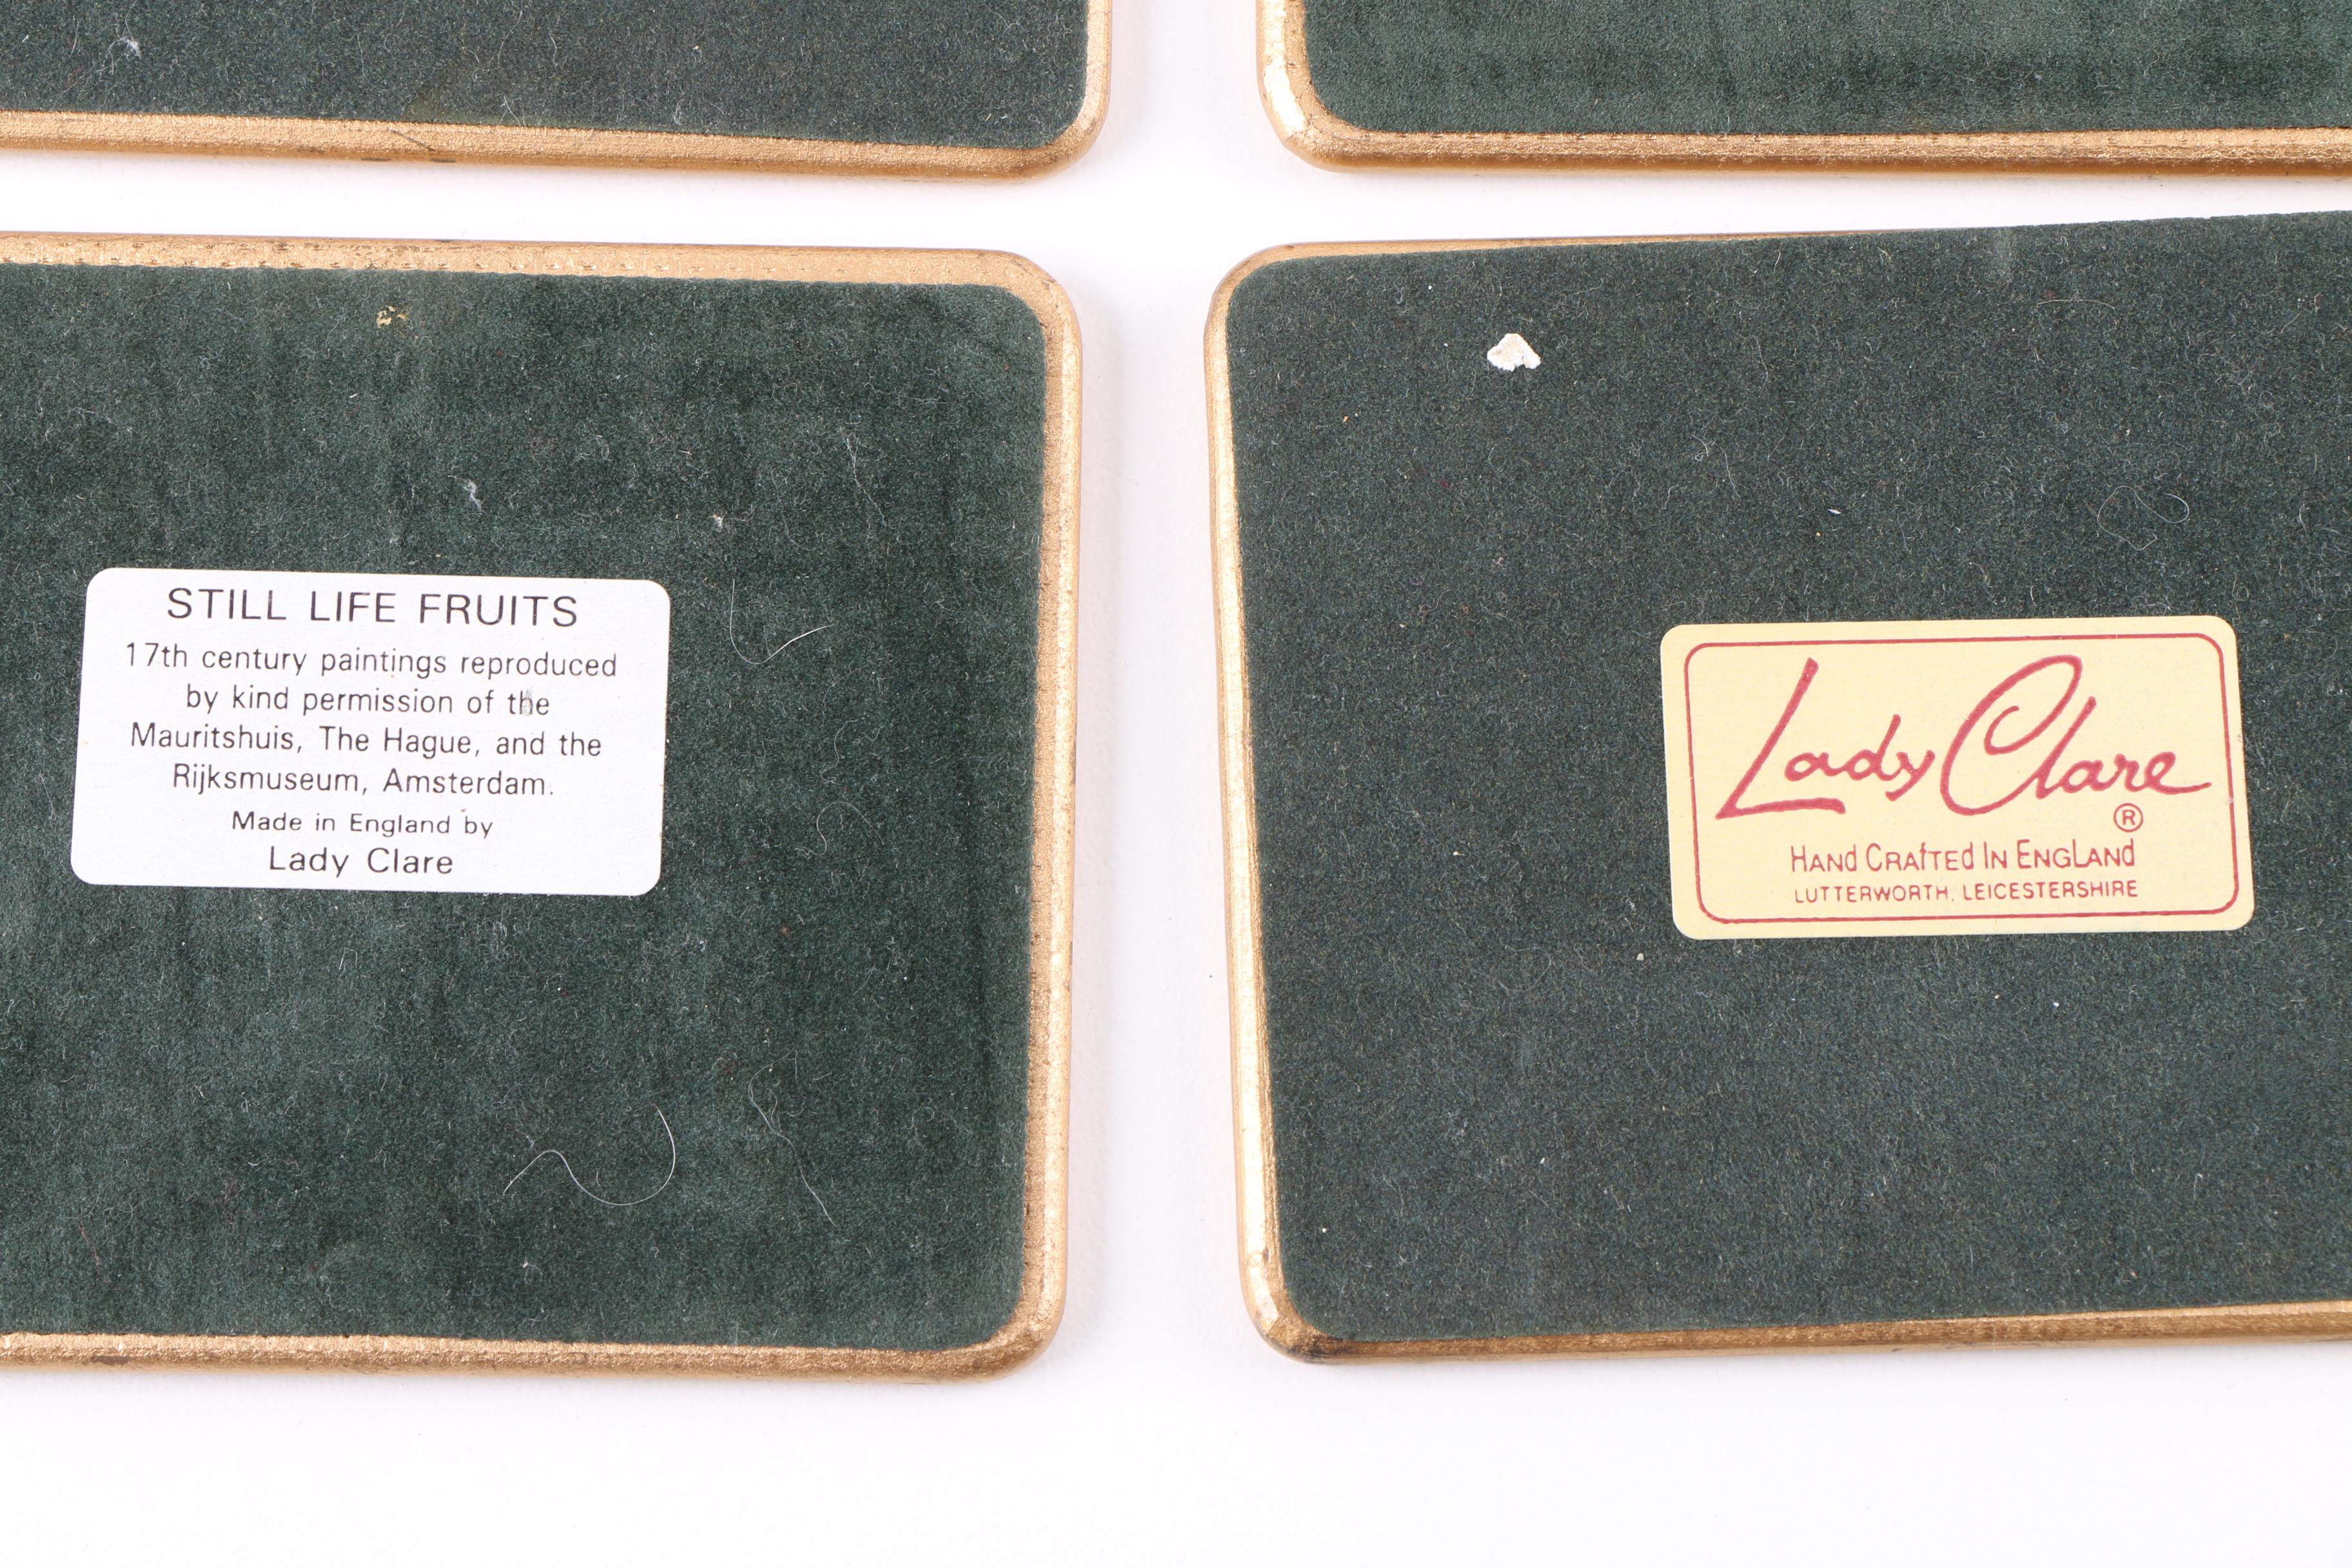 STILL LIFE FRUITS
17th century paintings reproduced
by kind permission of the
Mauritshuis, The Hague, and the
Rijksmuseum, Amsterdam.
Made in England by
Lady Clare
Lady Clare
®
HAND CRAFTED IN ENGLAND
LUTTERWORTH. LEICESTERSHIRE